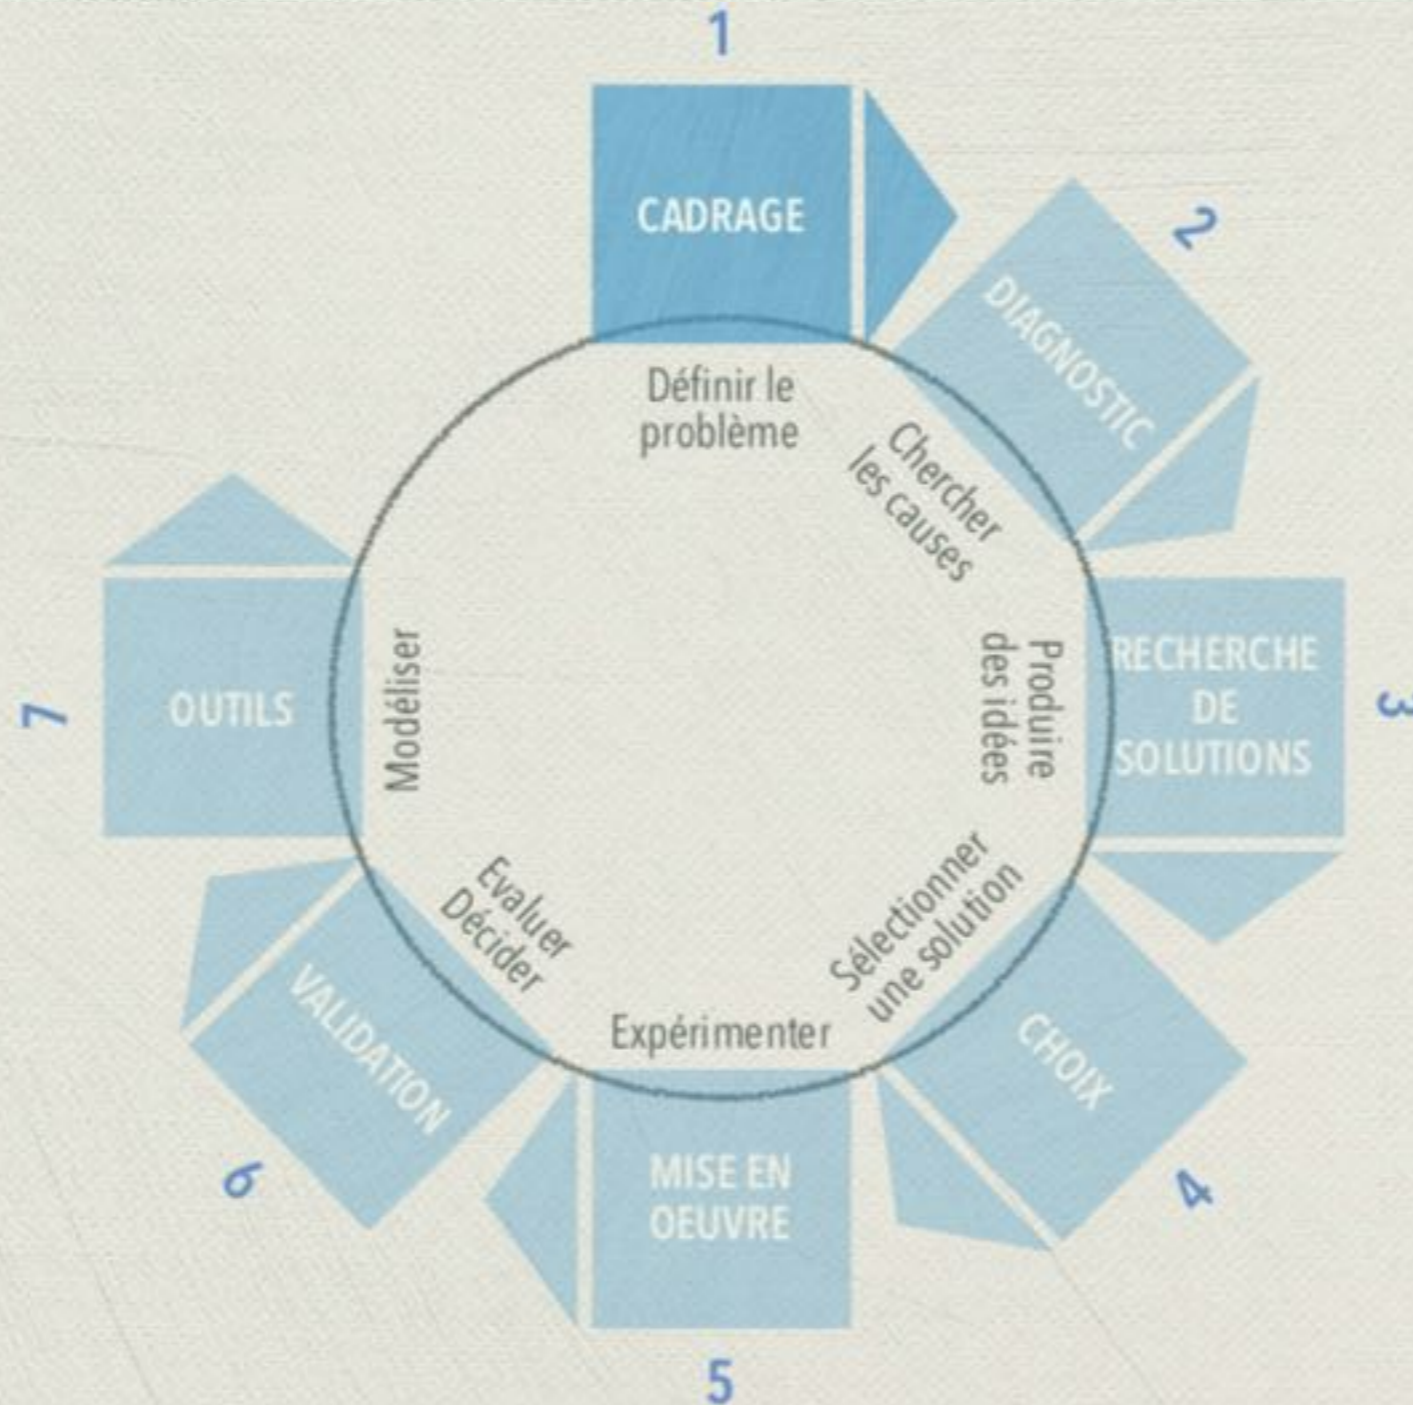 1
CADRAGE
Définir le
problème
2
DIAGNOSTIC
Chercher
les causes
3
RECHERCHE
DE
SOLUTIONS
Produire
des idées
4
CHOIX
Sélectionner
une solution
5
MISE EN
OEUVRE
Expérimenter
6
VALIDATION
Evaluer
Décider
7
OUTILS
Modéliser